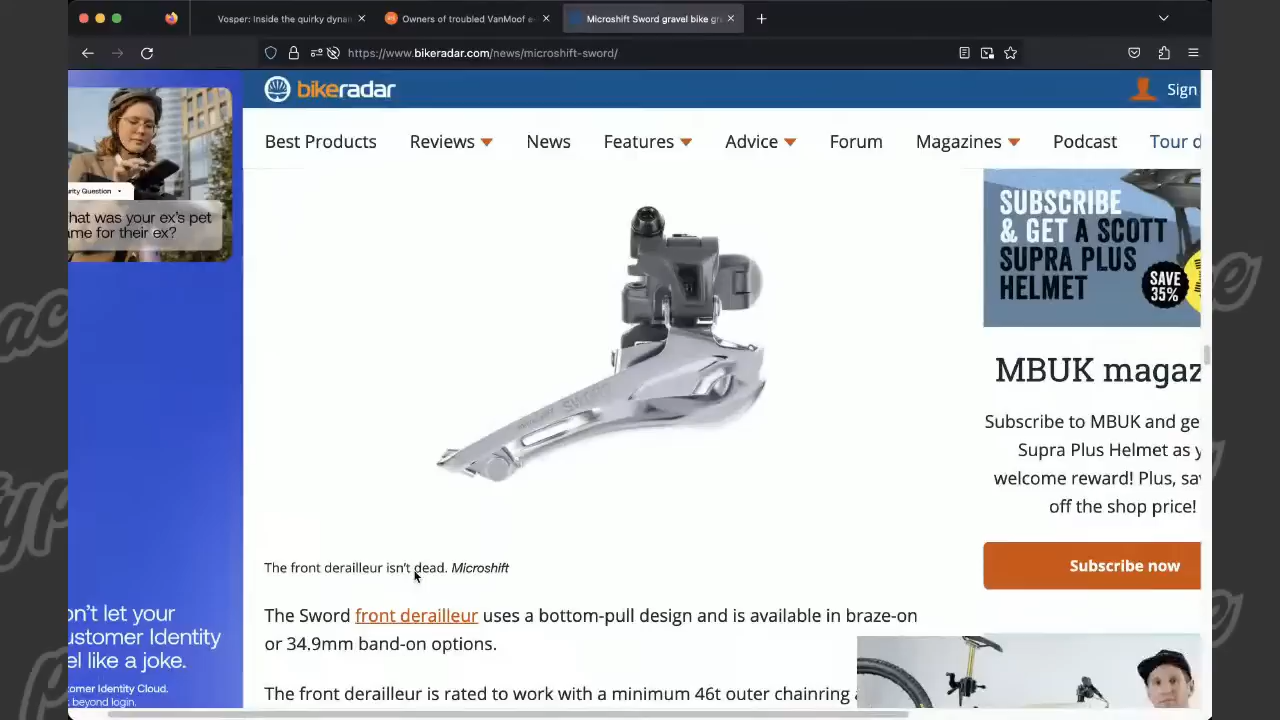 Vosper: Inside the quirky dyna
Owners of troubled VanMoof e
Microshift Sword gravel bike gr
https://www.bikeradar.com/news/microshift-sword/
bikeradar
Sign
Best Products
Reviews
News
Features
Advice
Forum
Magazines
Podcast
Tour d
urity Question
hat was your ex's pet
ame for their ex?
SUBSCRIBE
& GET A SCOTT
SUPRA PLUS
HELMET
SAVE
35%
MBUK magaz
Subscribe to MBUK and ge
Supra Plus Helmet as y
welcome reward! Plus, sav
off the shop price!
Subscribe now
The front derailleur isn't dead. Microshift
The Sword front derailleur uses a bottom-pull design and is available in braze-on
or 34.9mm band-on options.
The front derailleur is rated to work with a minimum 46t outer chainring a
on't let your
ustomer Identity
el like a joke.
omer Identity Cloud.
beyond login.